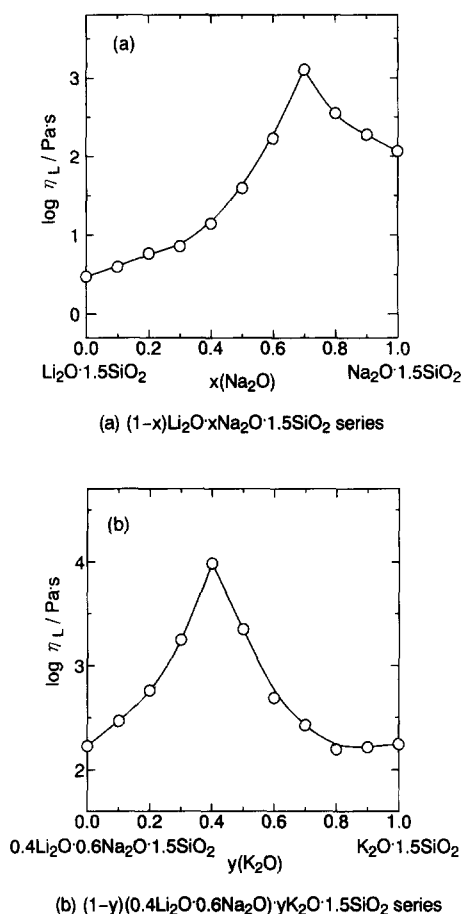 (a)
3
2
1
0
log η L / Pa·s
0.0 0.2 0.4 0.6 0.8 1.0
Li2O·1.5SiO2 Na2O·1.5SiO2
x(Na2O)
(a) (1-x)Li2O·xNa2O·1.5SiO2 series
(b)
4
3
2
log η L / Pa·s
0.0 0.2 0.4 0.6 0.8 1.0
0.4Li2O·0.6Na2O·1.5SiO2 K2O·1.5SiO2
y(K2O)
(b) (1-y)(0.4Li2O·0.6Na2O)·yK2O·1.5SiO2 series